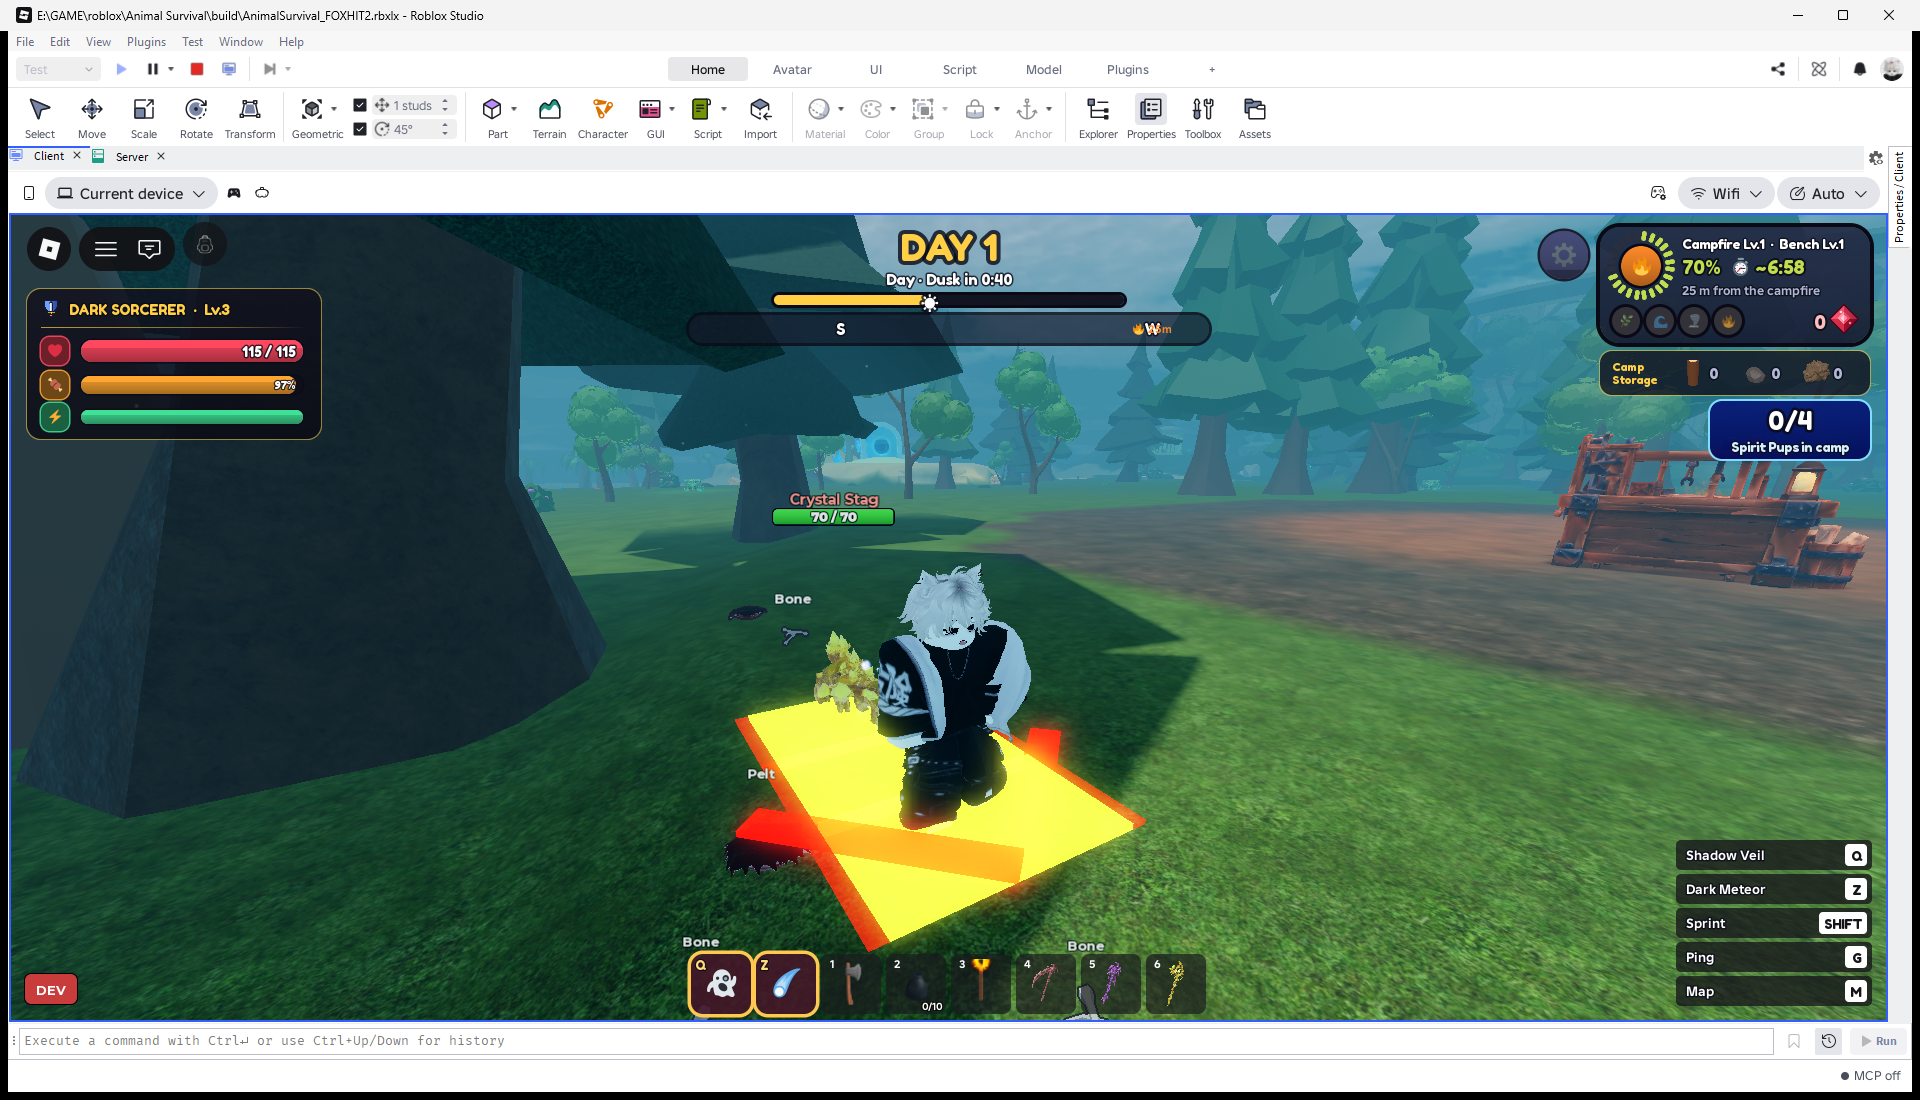 E:\GAME\roblox\Animal Survival\build\AnimalSurvival_FOXHIT2.rbxlx - Roblox Studio
File Edit View Plugins Test Window Help
Test
Home Avatar UI Script Model Plugins +
Select Move Scale Rotate Transform Geometric 1 studs 45° Part Terrain Character GUI Script Import Material Color Group Lock Anchor Explorer Properties Toolbox Assets
Client Server
Current device Wifi Auto
Properties / Client
DAY 1
Day · Dusk in 0:40
S W
DARK SORCERER · Lv.3
115 / 115
97%
Campfire Lv.1 · Bench Lv.1
70% ~6:58
25 m from the campfire
0
Camp Storage 0 0 0
0/4
Spirit Pups in camp
Crystal Stag
70 / 70
Bone
Pelt
Bone
Bone
Q Z 1 2 3 4 5 6
0/10
Shadow Veil Q
Dark Meteor Z
Sprint SHIFT
Ping G
Map M
DEV
Execute a command with Ctrl↵ or use Ctrl+Up/Down for history
Run
MCP off